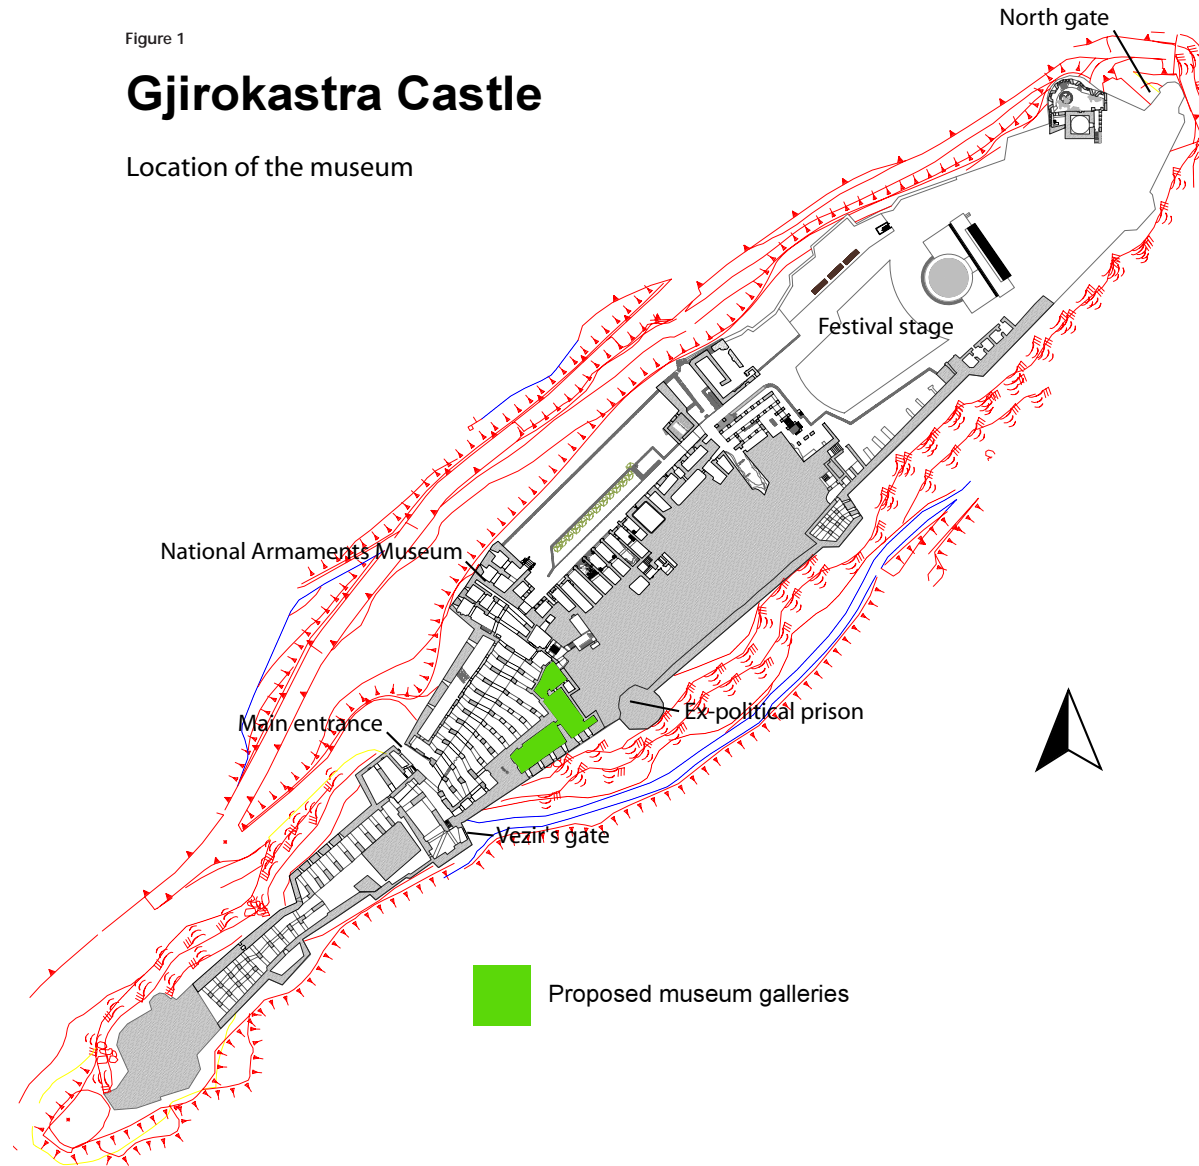 Figure 1
North gate
Gjirokastra Castle
Location of the museum
Festival stage
National Armaments Museum
Ex-political prison
Main entrance
Vezir's gate
Proposed museum galleries